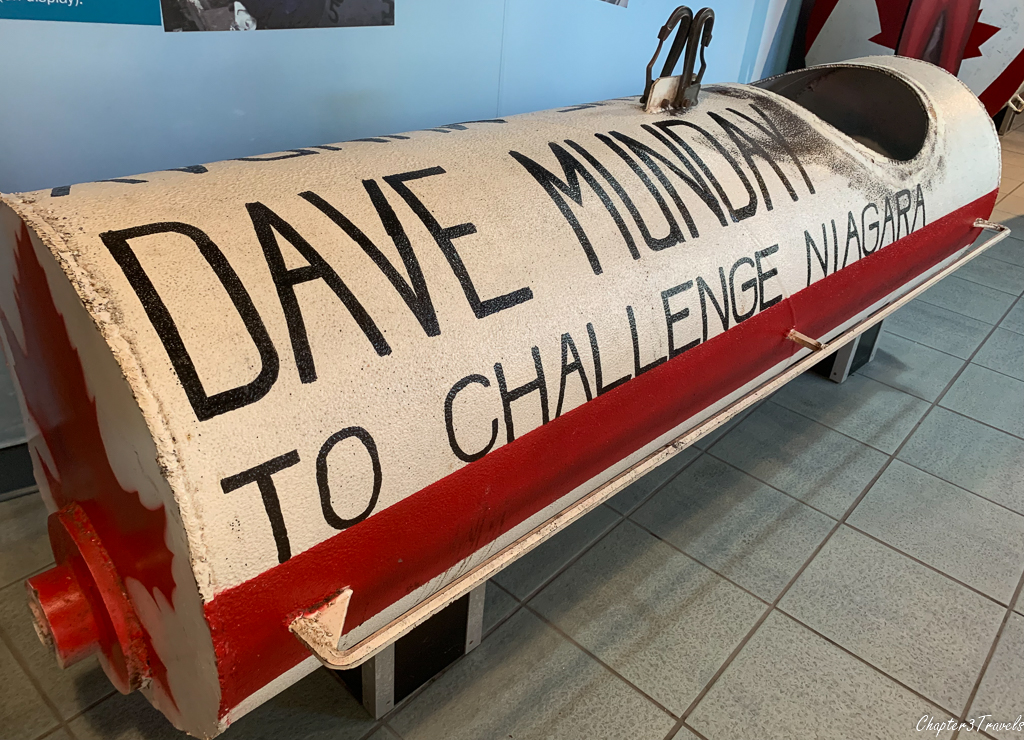 DAVE MUNDAY
TO CHALLENGE NIAGARA
Chapter3Travels